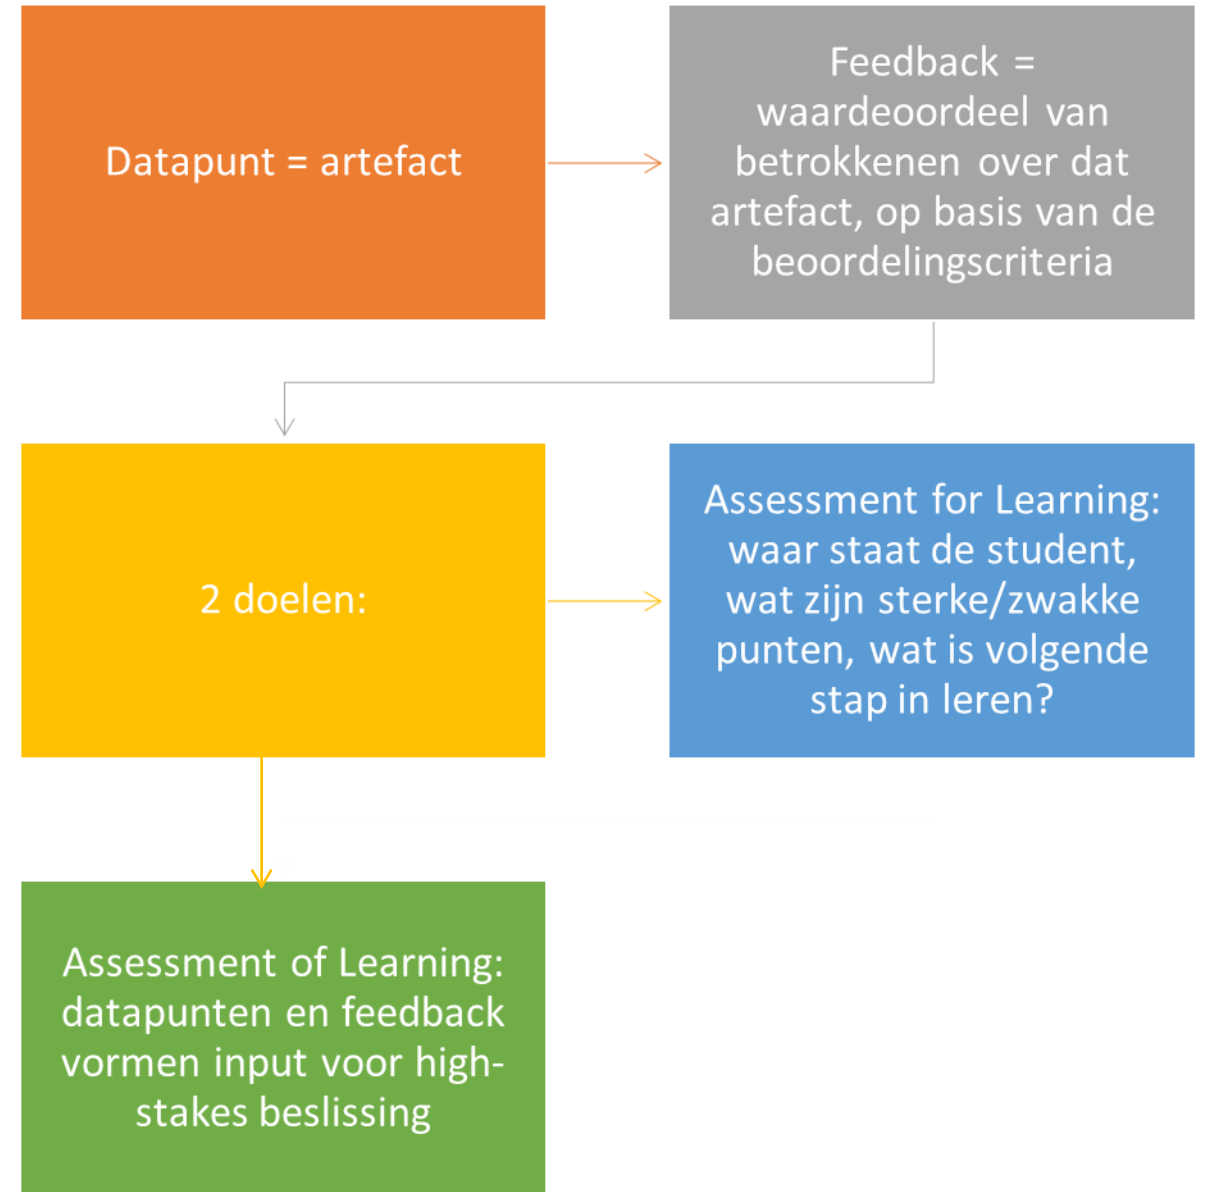 Datapunt = artefact
Feedback =
waardeoordeel van
betrokkenen over dat
artefact, op basis van de
beoordelingscriteria
2 doelen:
Assessment for Learning:
waar staat de student,
wat zijn sterke/zwakke
punten, wat is volgende
stap in leren?
Assessment of Learning:
datapunten en feedback
vormen input voor high-
stakes beslissing